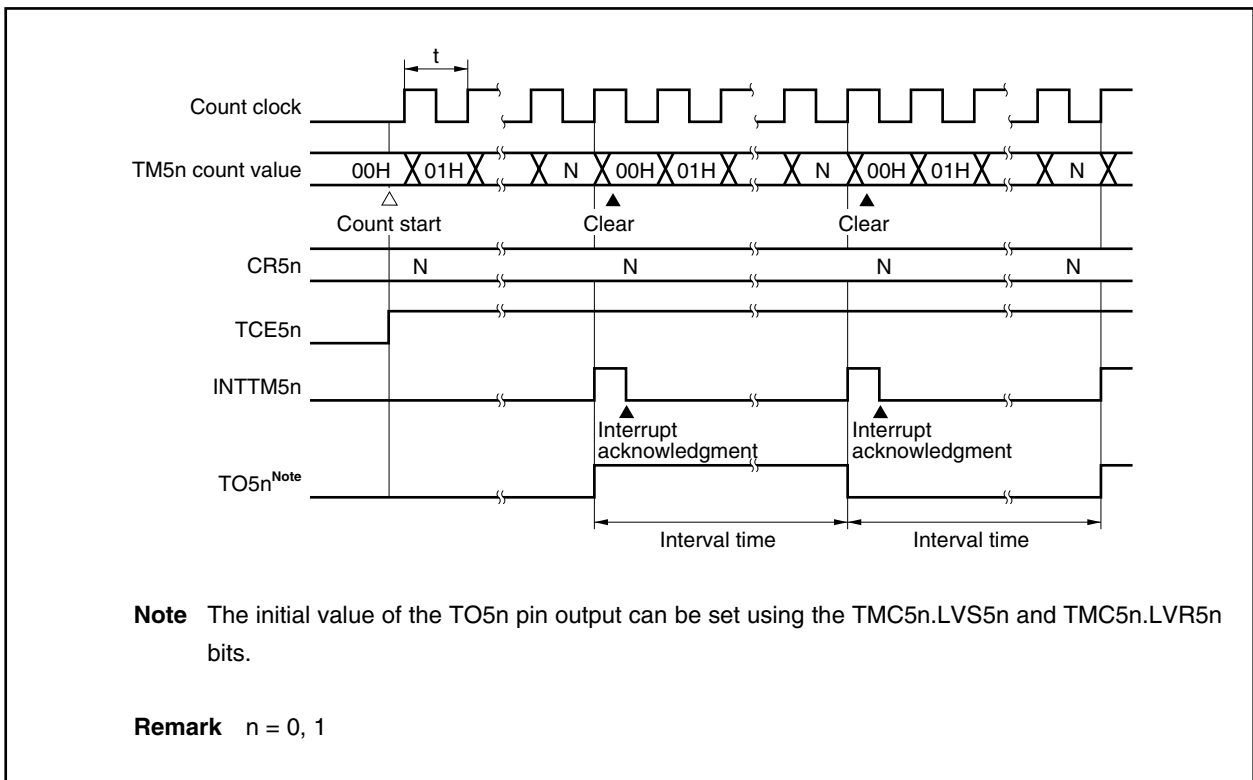 t
Count clock
TM5n count value 00H 01H N 00H 01H N 00H 01H N
Count start Clear Clear
CR5n N N N N
TCE5n
INTTM5n
Interrupt acknowledgment Interrupt acknowledgment
TO5nNote
Interval time Interval time
Note The initial value of the TO5n pin output can be set using the TMC5n.LVS5n and TMC5n.LVR5n
bits.
Remark n = 0, 1